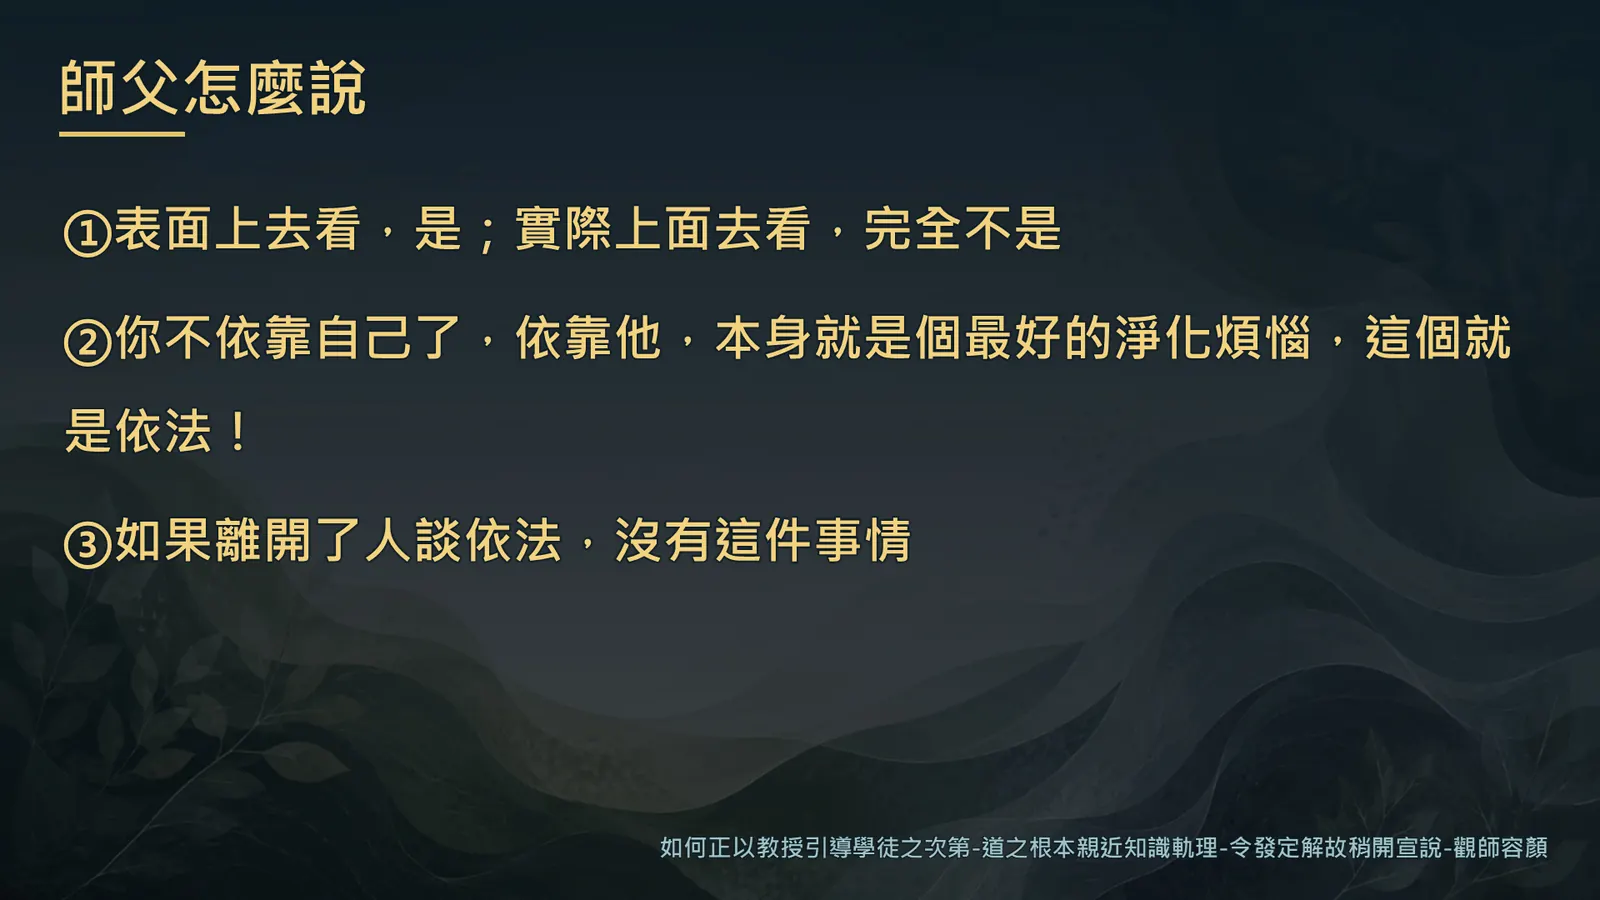 師父怎麼說
①表面上去看，是；實際上面去看，完全不是
②你不依靠自己了，依靠他，本身就是個最好的淨化煩惱，這個就
是依法！
③如果離開了人談依法，沒有這件事情
如何正以教授引導學徒之次第-道之根本親近知識軌理-令發定解故稍開宣說-觀師容顏